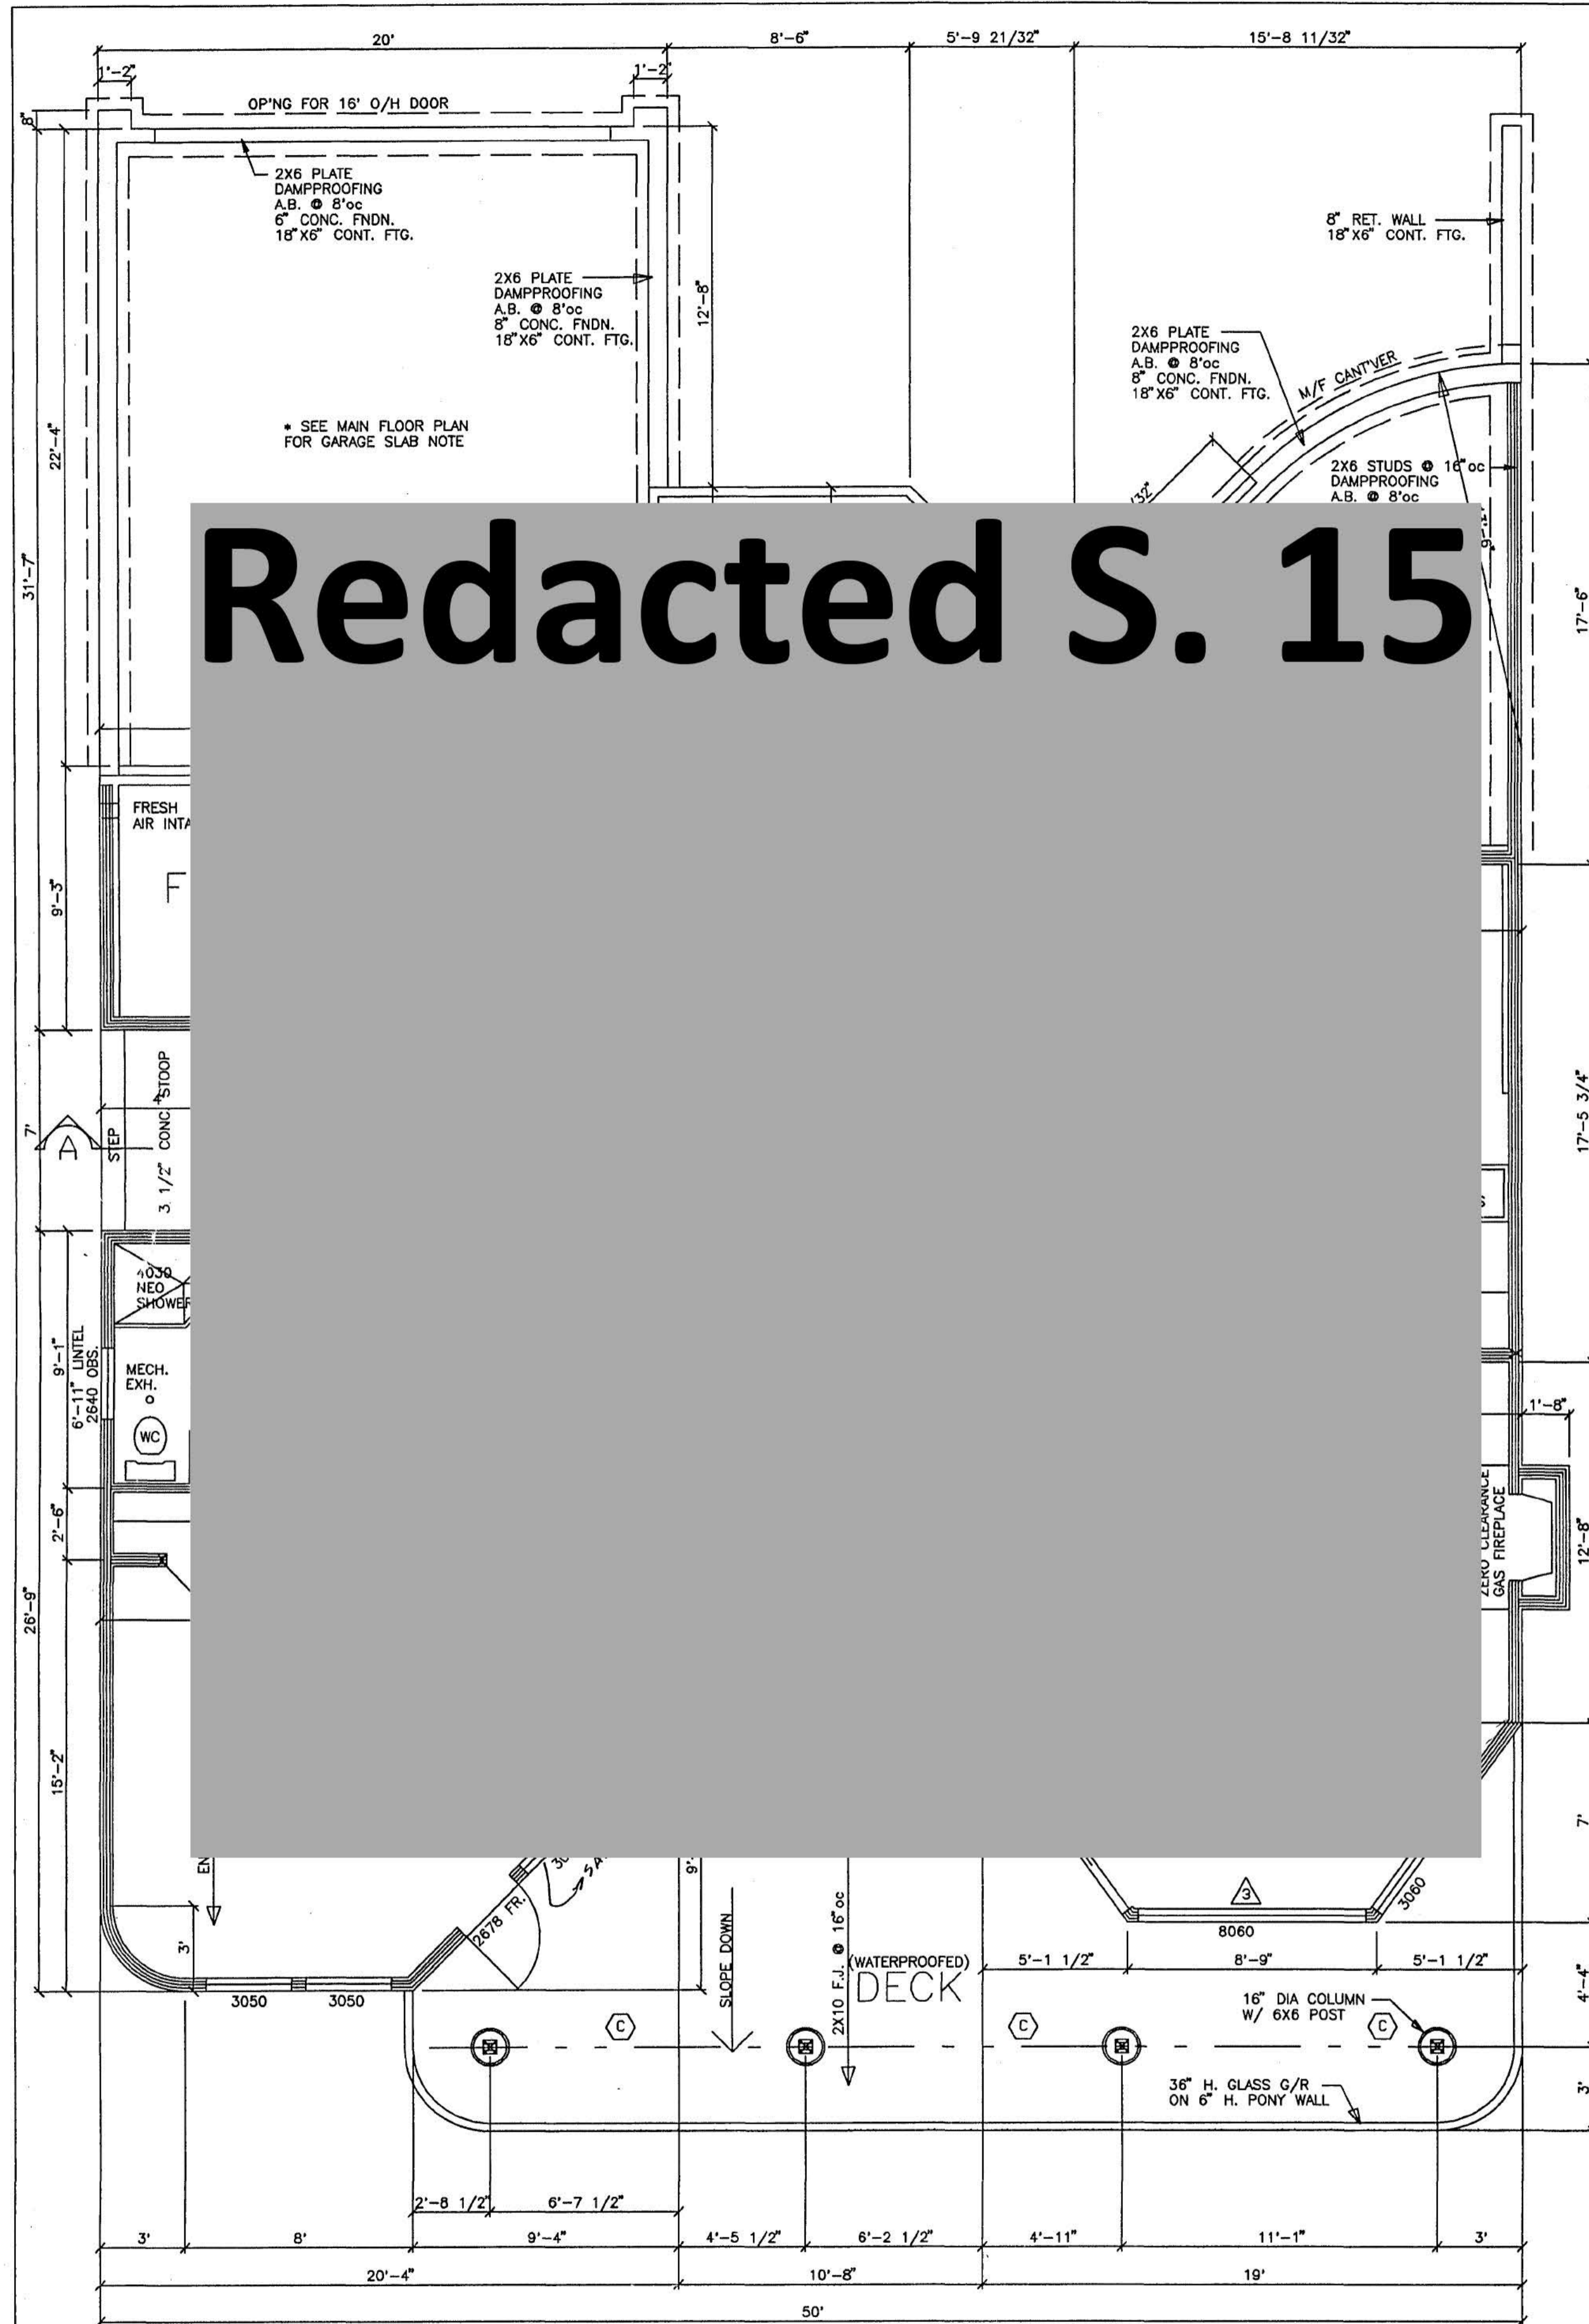 20'
8'-6"
5'-9 21/32"
15'-8 11/32"
1'-2"
1'-2"
OP'NG FOR 16' O/H DOOR
8"
2X6 PLATE
DAMPPROOFING
A.B. @ 8'oc
6" CONC. FNDN.
18"X6" CONT. FTG.
8" RET. WALL
18"X6" CONT. FTG.
2X6 PLATE
DAMPPROOFING
A.B. @ 8'oc
8" CONC. FNDN.
18"X6" CONT. FTG.
12'-8"
2X6 PLATE
DAMPPROOFING
A.B. @ 8'oc
8" CONC. FNDN.
18"X6" CONT. FTG.
M/F CANT'VER
* SEE MAIN FLOOR PLAN
FOR GARAGE SLAB NOTE
22'-4"
2X6 STUDS @ 16"oc
DAMPPROOFING
A.B. @ 8'oc
/32"
Redacted S. 15
31'-7"
17'-6"
FRESH
AIR INTA
F
9'-3"
3 1/2" CONC. STOOP
4'
STEP
7'
A
17'-5 3/4"
4030
NEO
SHOWER
9'-1"
6'-11" LINTEL
2640 OBS.
MECH.
EXH.
WC
1'-8"
2'-6"
ZERO CLEARANCE
GAS FIREPLACE
12'-8"
26'-9"
15'-2"
7'
EN
9'
3'
2678 FR.
SLOPE DOWN
2X10 F.J. @ 16"oc
(WATERPROOFED)
DECK
3
8060
3060
5'-1 1/2"
8'-9"
5'-1 1/2"
4'-4"
3050
3050
16" DIA COLUMN
W/ 6X6 POST
C
C
C
36" H. GLASS G/R
ON 6" H. PONY WALL
3'
2'-8 1/2"
6'-7 1/2"
3'
8'
9'-4"
4'-5 1/2"
6'-2 1/2"
4'-11"
11'-1"
3'
20'-4"
10'-8"
19'
50'